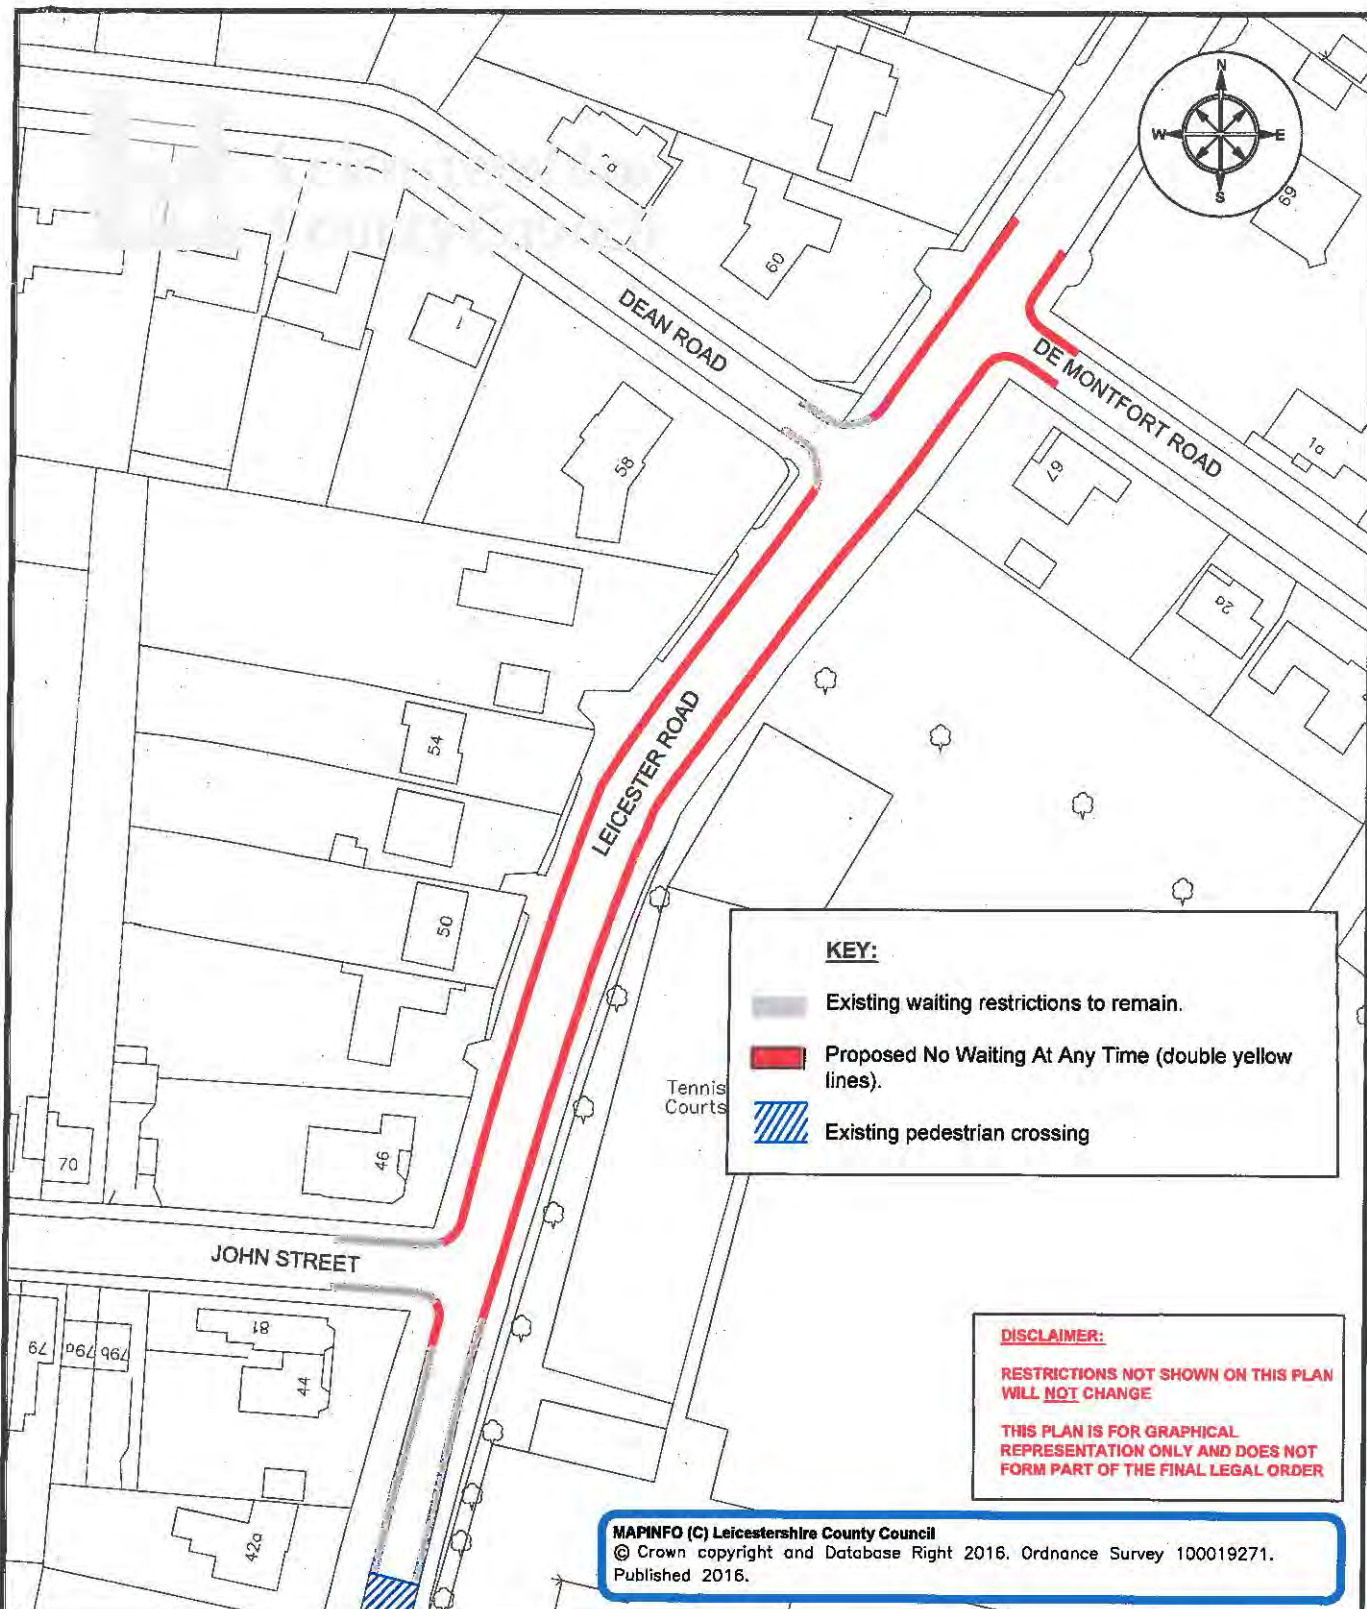 N
W E
S
69
60
DEAN ROAD
1
DE MONTFORT ROAD
1a
58
67
2a
LEICESTER ROAD
54
50
KEY:
Existing waiting restrictions to remain.
Proposed No Waiting At Any Time (double yellow
lines).
Existing pedestrian crossing
Tennis
Courts
70
46
JOHN STREET
79
79a
79b
81
44
42a
DISCLAIMER:
RESTRICTIONS NOT SHOWN ON THIS PLAN
WILL NOT CHANGE
THIS PLAN IS FOR GRAPHICAL
REPRESENTATION ONLY AND DOES NOT
FORM PART OF THE FINAL LEGAL ORDER
MAPINFO (C) Leicestershire County Council
© Crown copyright and Database Right 2016. Ordnance Survey 100019271.
Published 2016.